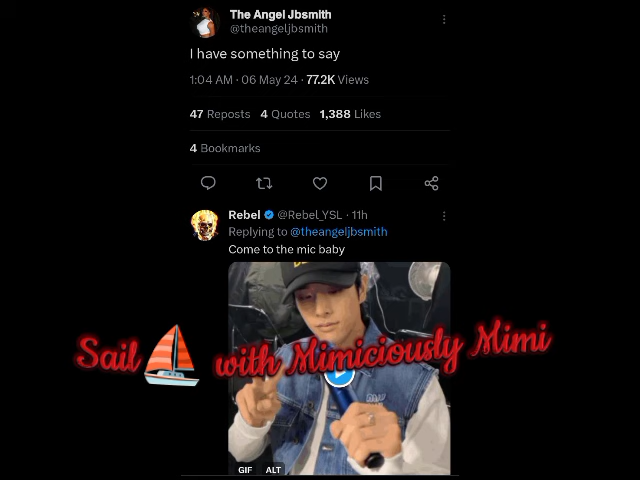 The Angel Jbsmith
@theangeljbsmith
I have something to say
1:04 AM · 06 May 24 · 77.2K Views
47 Reposts 4 Quotes 1,388 Likes
4 Bookmarks
Rebel @Rebel_YSL · 11h
Replying to @theangeljbsmith
Come to the mic baby
Sail with Mimiciously Mimi
GIF ALT